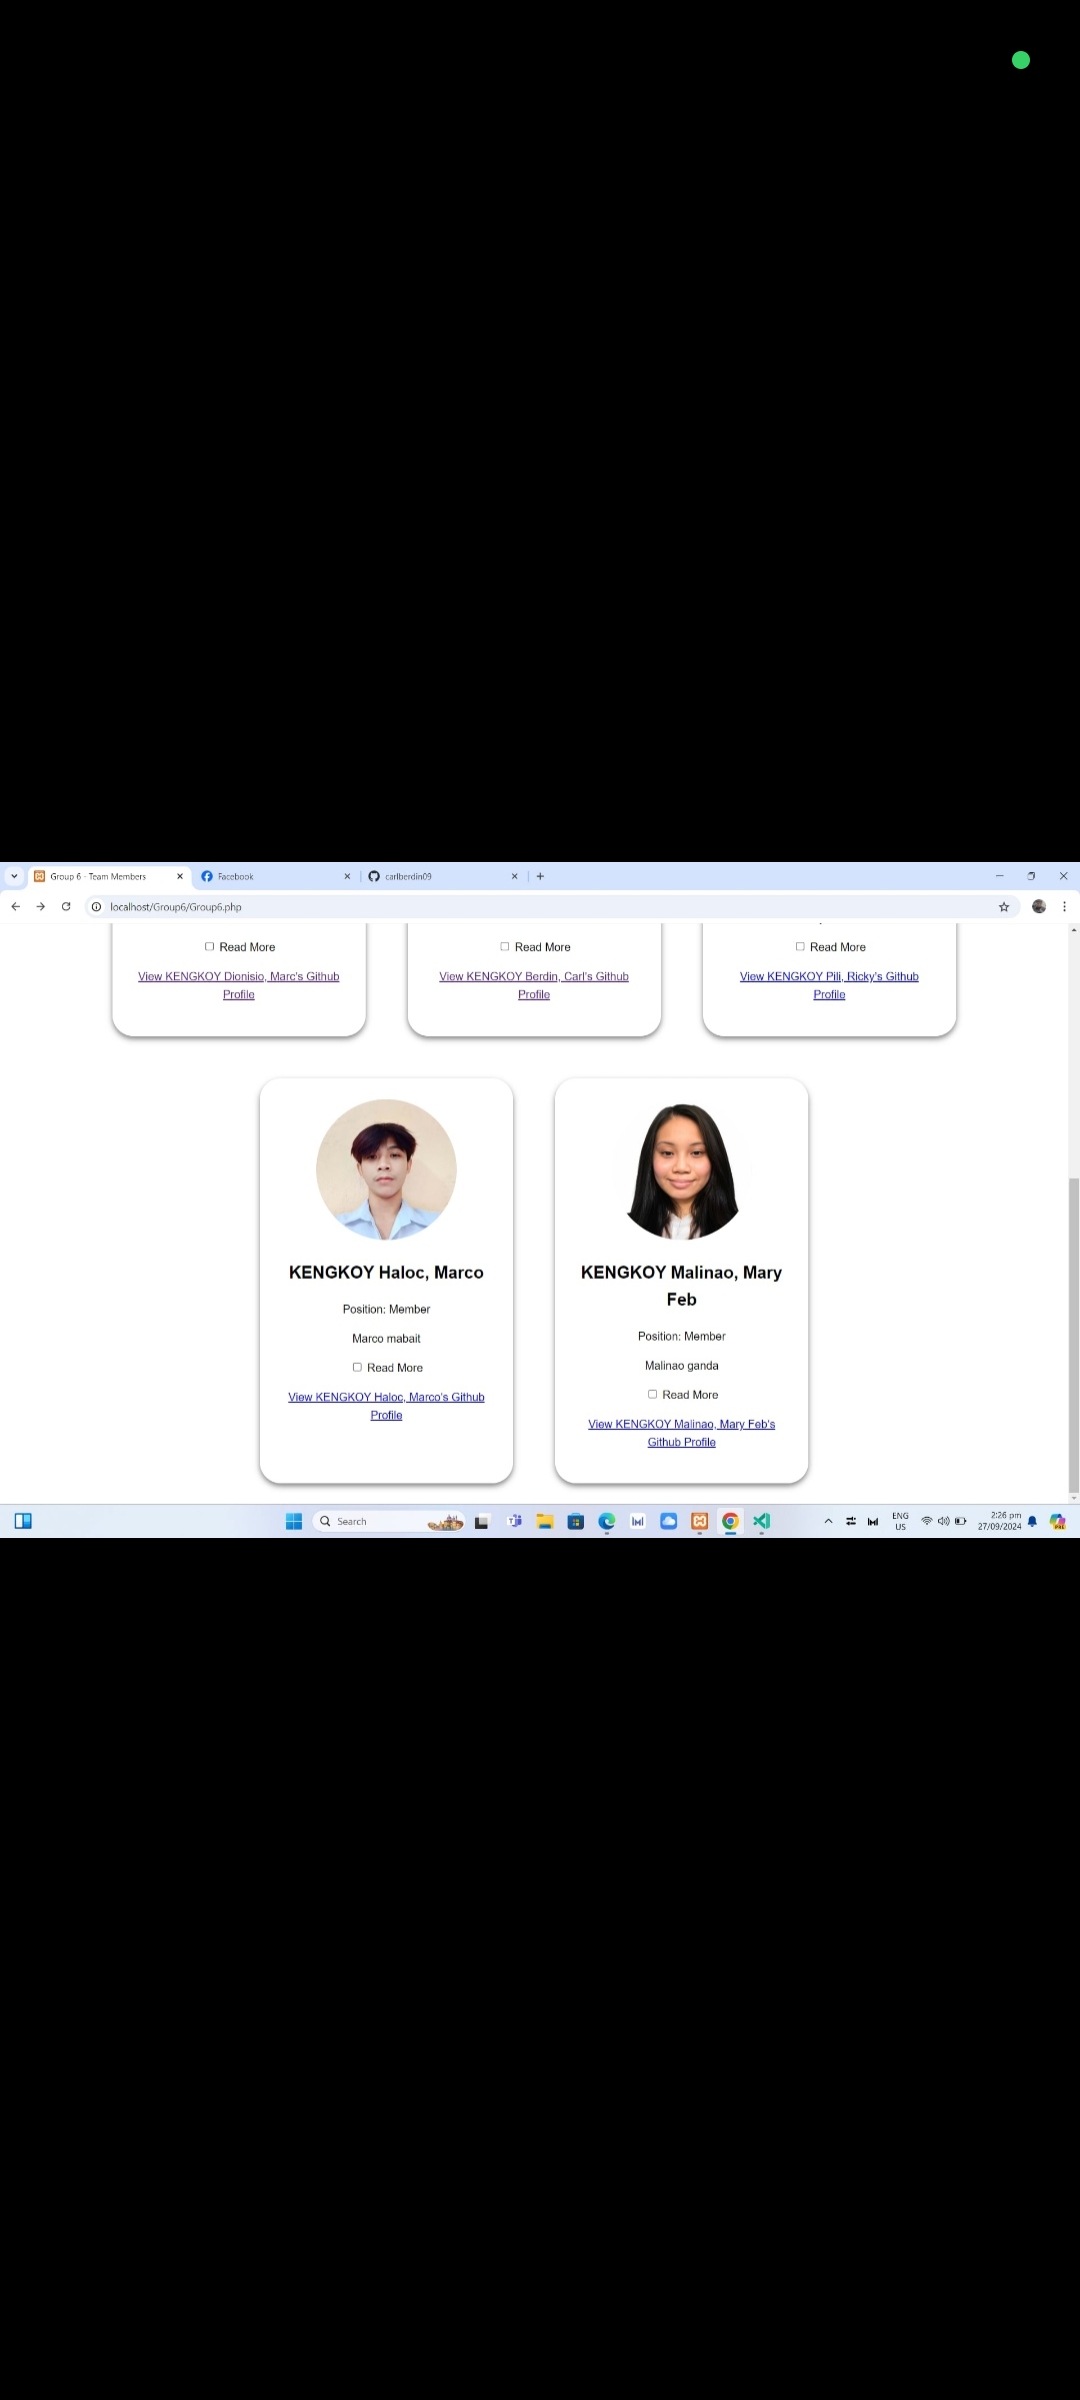 Group 6 - Team Members
Facebook
carlberdin09
localhost/Group6/Group6.php
Read More
Read More
Read More
View KENGKOY Dionisio, Marc's Github
Profile
View KENGKOY Berdin, Carl's Github
Profile
View KENGKOY Pili, Ricky's Github
Profile
KENGKOY Haloc, Marco
Position: Member
Marco mabait
Read More
View KENGKOY Haloc, Marco's Github
Profile
KENGKOY Malinao, Mary
Feb
Position: Member
Malinao ganda
Read More
View KENGKOY Malinao, Mary Feb's
Github Profile
Search
ENG
US
2:26 pm
27/09/2024